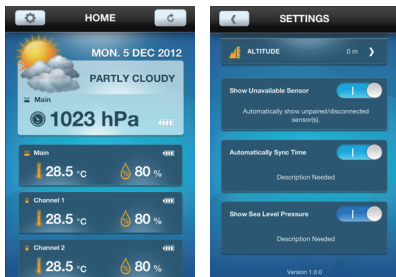 HOME
MON. 5 DEC 2012
PARTLY CLOUDY
Main
1023 hPa
Main
28.5 °C
80 %
Channel 1
28.5 °C
80 %
Channel 2
28.5 °C
80 %
SETTINGS
ALTITUDE
0 m
Show Unavailable Sensor
Automatically show unpaired/disconnected
sensor(s).
Automatically Sync Time
Description Needed
Show Sea Level Pressure
Description Needed
Version 1.0.0